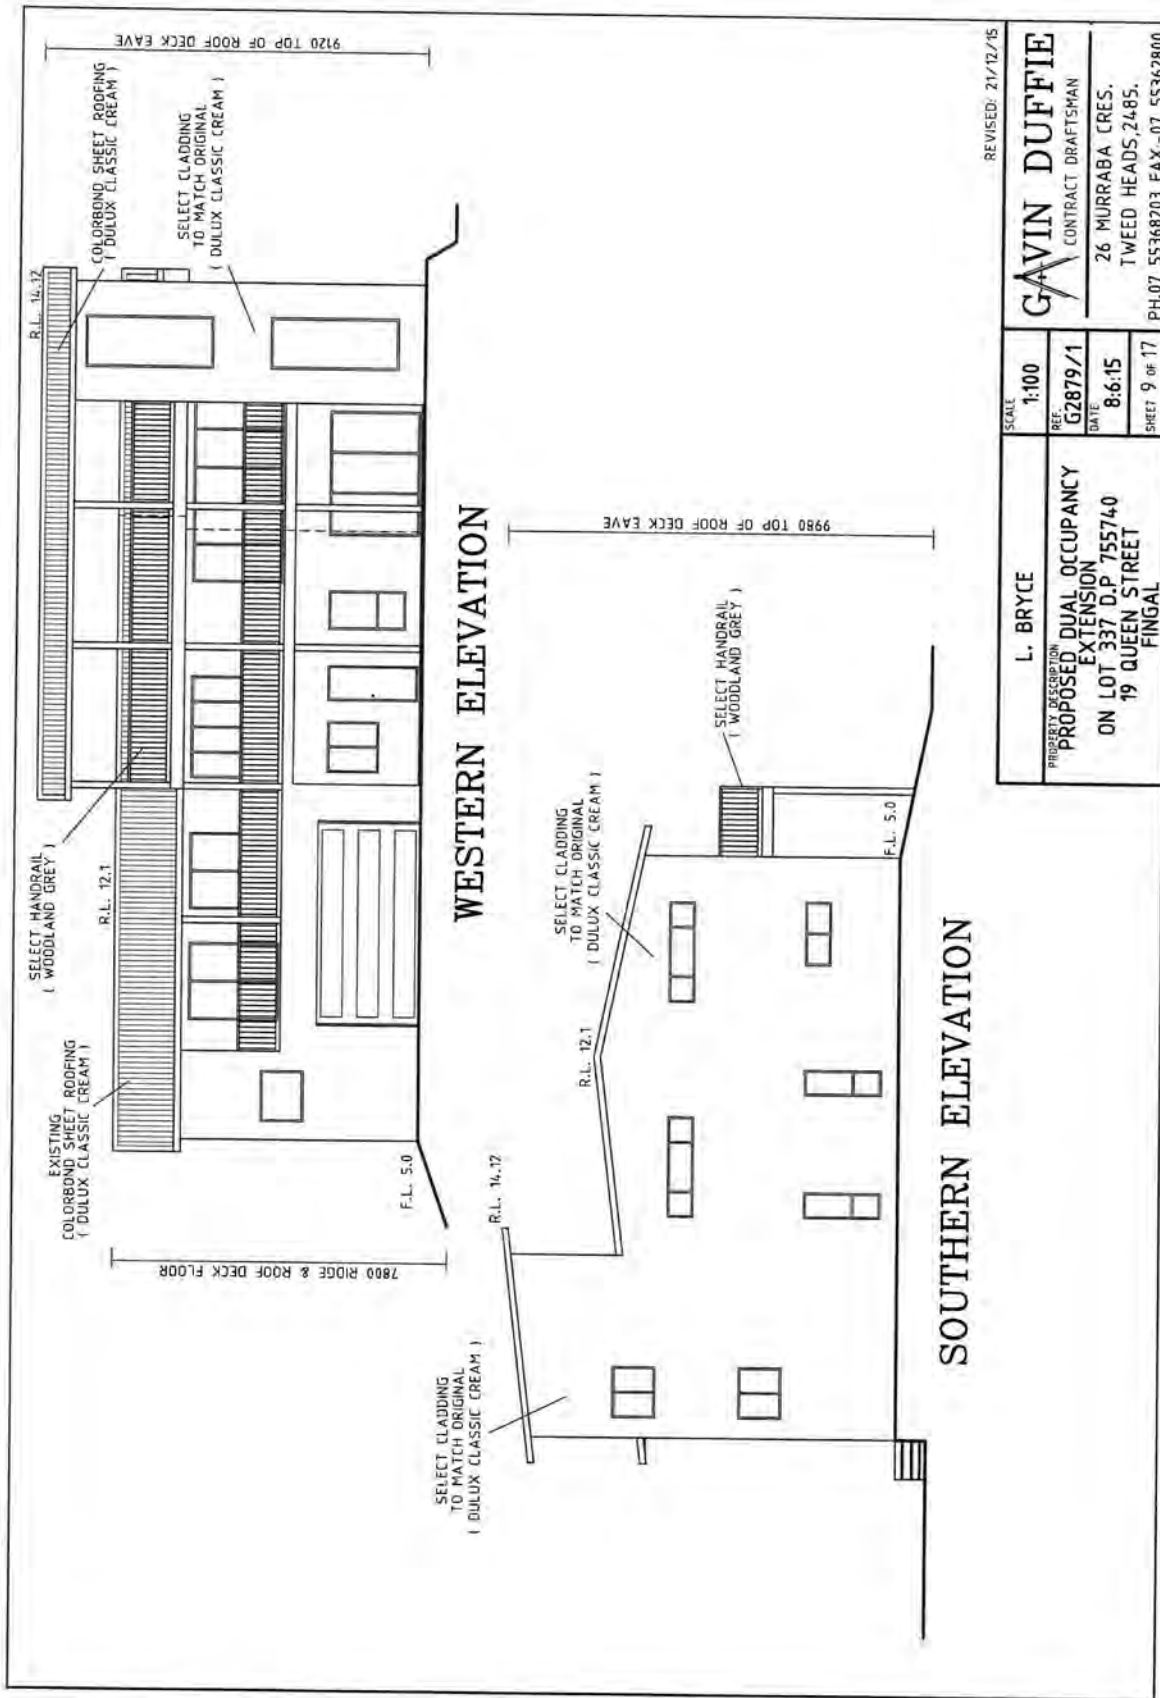 9120 TOP OF ROOF DECK EAVE
R.L. 14.12
COLORBOND SHEET ROOFING
( DULUX CLASSIC CREAM )
SELECT CLADDING
TO MATCH ORIGINAL
( DULUX CLASSIC CREAM )
SELECT HANDRAIL
( WOODLAND GREY )
R.L. 12.1
EXISTING
COLORBOND SHEET ROOFING
( DULUX CLASSIC CREAM )
F.L. 5.0
7800 RIDGE & ROOF DECK FLOOR
WESTERN ELEVATION
R.L. 14.12
SELECT CLADDING
TO MATCH ORIGINAL
( DULUX CLASSIC CREAM )
R.L. 12.1
SELECT CLADDING
TO MATCH ORIGINAL
( DULUX CLASSIC CREAM )
SELECT HANDRAIL
( WOODLAND GREY )
9980 TOP OF ROOF DECK EAVE
F.L. 5.0
SOUTHERN ELEVATION
REVISED: 21/12/15
L. BRYCE
PROPERTY DESCRIPTION
PROPOSED DUAL OCCUPANCY
EXTENSION
ON LOT 337 D.P 755740
19 QUEEN STREET
FINGAL
SCALE
1:100
REF.
G2879/1
DATE
8:6:15
SHEET 9 OF 17
GAVIN DUFFIE
CONTRACT DRAFTSMAN
26 MURRABA CRES.
TWEED HEADS,2485.
PH.07 55368203 FAX.-07 55362800